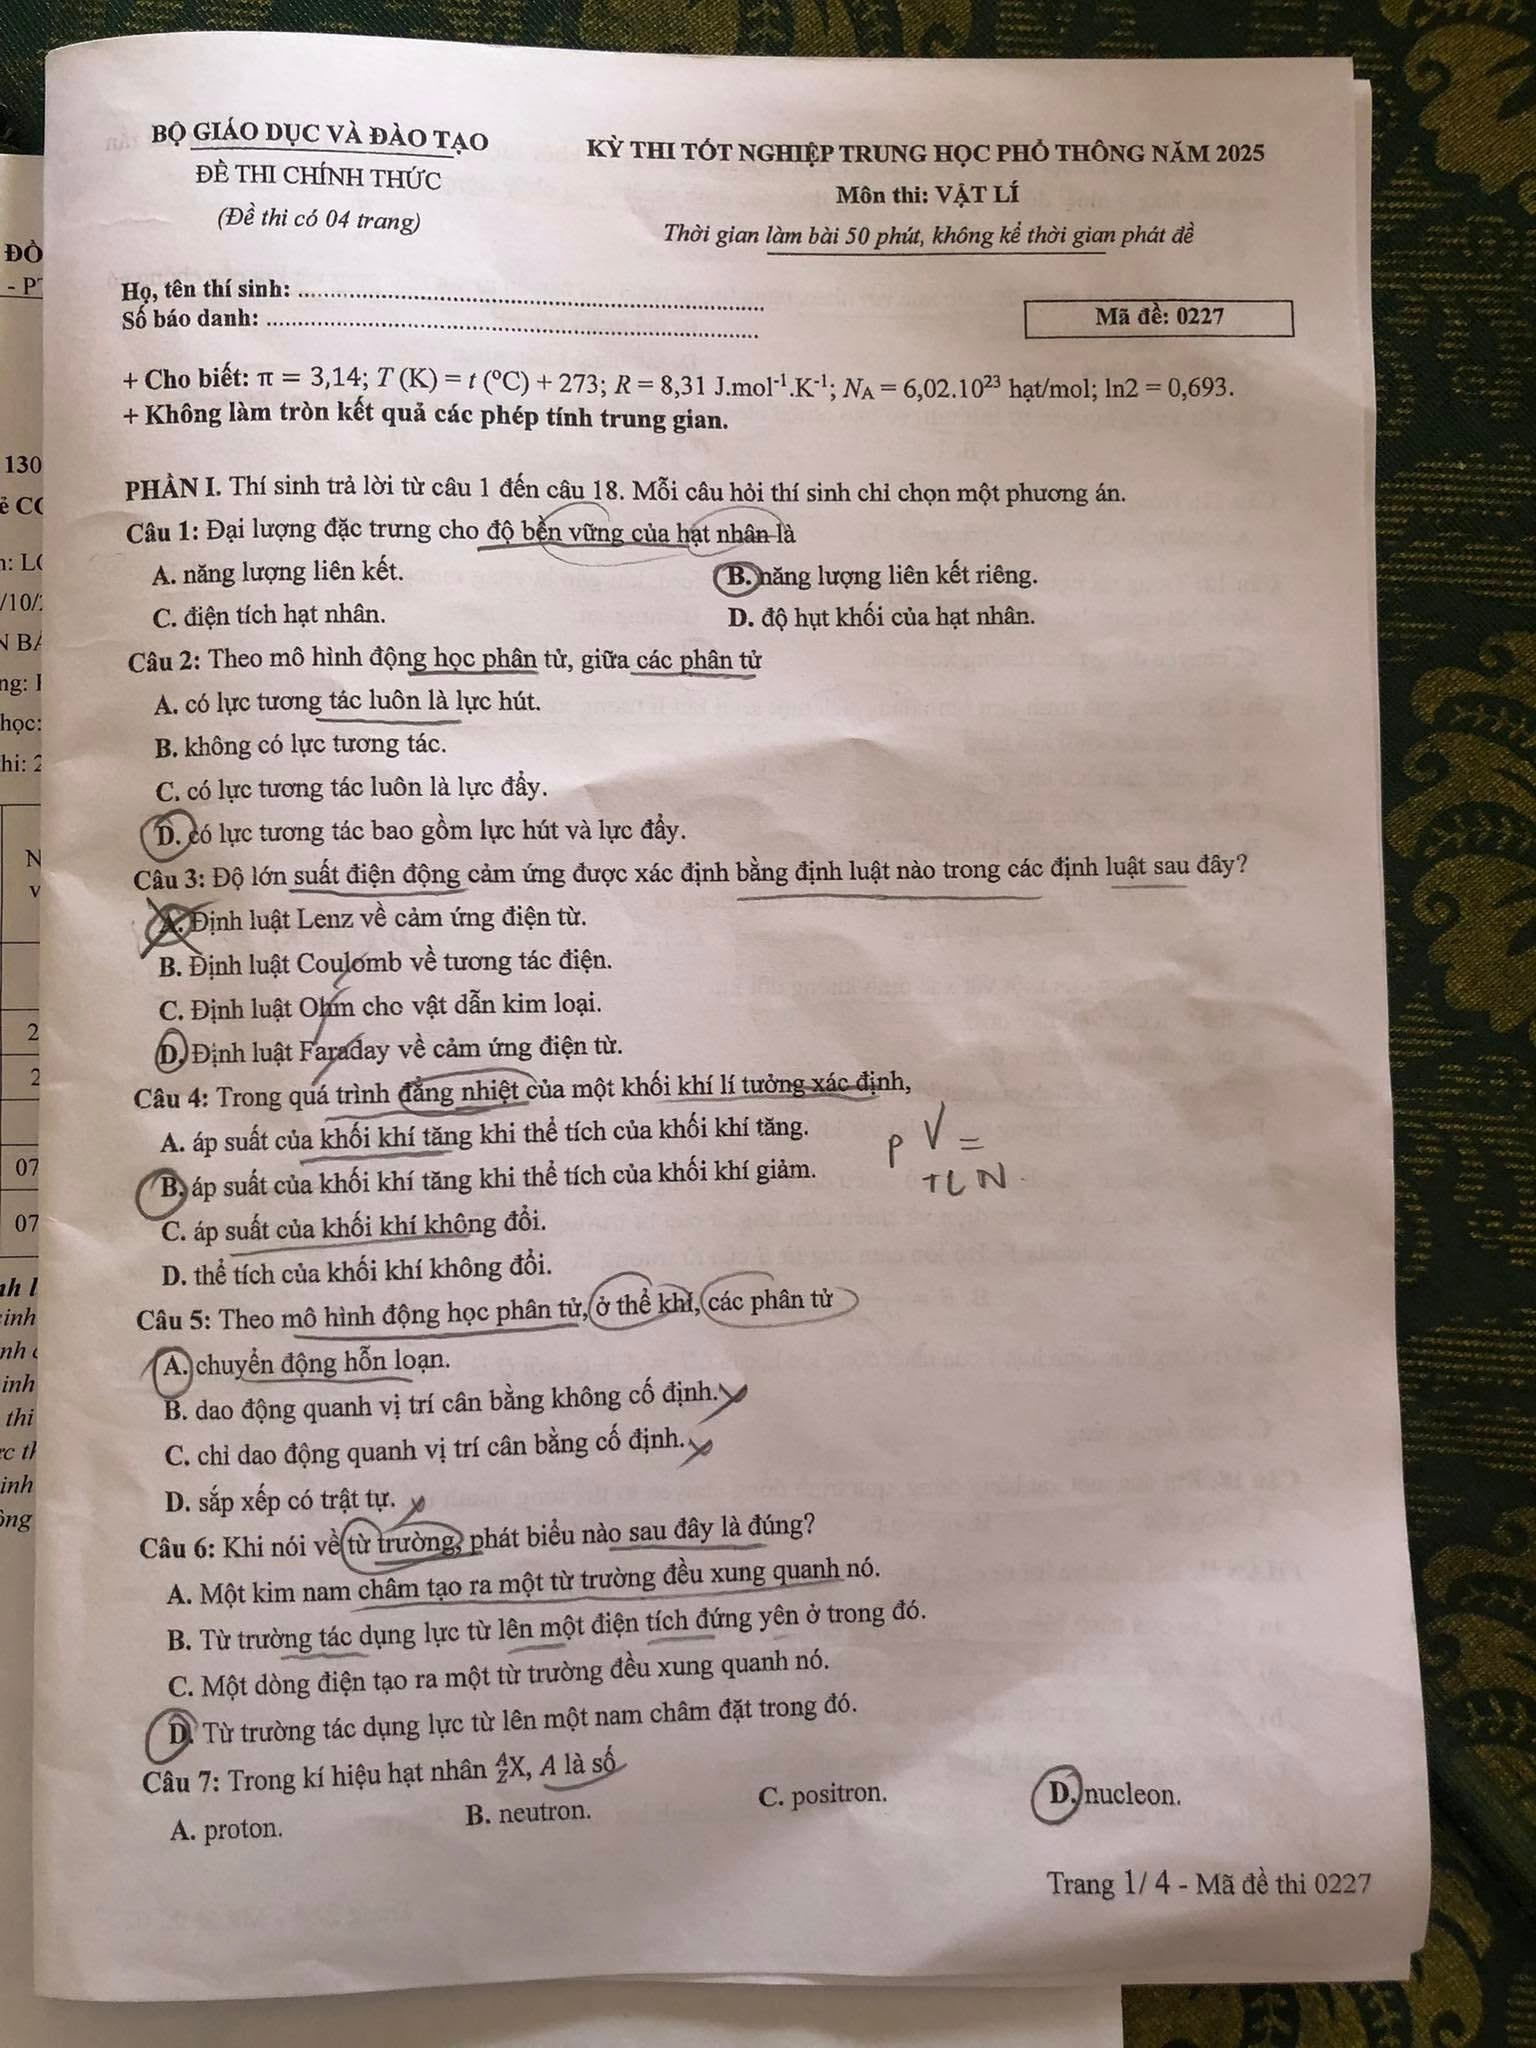 BỘ GIÁO DỤC VÀ ĐÀO TẠO
ĐỀ THI CHÍNH THỨC
(Đề thi có 04 trang)
KỲ THI TỐT NGHIỆP TRUNG HỌC PHỔ THÔNG NĂM 2025
Môn thi: VẬT LÍ
Thời gian làm bài 50 phút, không kể thời gian phát đề
Họ, tên thí sinh: ............
Số báo danh: ............
Mã đề: 0227
+ Cho biết: π = 3,14; T (K) = t (⁰C) + 273; R = 8,31 J.mol⁻¹.K⁻¹; N_A = 6,02.10²³ hạt/mol; ln2 = 0,693.
+ Không làm tròn kết quả các phép tính trung gian.
PHẦN I. Thí sinh trả lời từ câu 1 đến câu 18. Mỗi câu hỏi thí sinh chỉ chọn một phương án.
Câu 1: Đại lượng đặc trưng cho độ bền vững của hạt nhân là
A. năng lượng liên kết. B. năng lượng liên kết riêng.
C. điện tích hạt nhân. D. độ hụt khối của hạt nhân.
Câu 2: Theo mô hình động học phân tử, giữa các phân tử
A. có lực tương tác luôn là lực hút.
B. không có lực tương tác.
C. có lực tương tác luôn là lực đẩy.
D. có lực tương tác bao gồm lực hút và lực đẩy.
Câu 3: Độ lớn suất điện động cảm ứng được xác định bằng định luật nào trong các định luật sau đây?
A. Định luật Lenz về cảm ứng điện từ.
B. Định luật Coulomb về tương tác điện.
C. Định luật Ohm cho vật dẫn kim loại.
D. Định luật Faraday về cảm ứng điện từ.
Câu 4: Trong quá trình đẳng nhiệt của một khối khí lí tưởng xác định,
A. áp suất của khối khí tăng khi thể tích của khối khí tăng.
B. áp suất của khối khí tăng khi thể tích của khối khí giảm.
C. áp suất của khối khí không đổi.
D. thể tích của khối khí không đổi.
pV =
TLN
Câu 5: Theo mô hình động học phân tử, ở thể khí, các phân tử
A. chuyển động hỗn loạn.
B. dao động quanh vị trí cân bằng không cố định.
C. chỉ dao động quanh vị trí cân bằng cố định.
D. sắp xếp có trật tự.
Câu 6: Khi nói về từ trường, phát biểu nào sau đây là đúng?
A. Một kim nam châm tạo ra một từ trường đều xung quanh nó.
B. Từ trường tác dụng lực từ lên một điện tích đứng yên ở trong đó.
C. Một dòng điện tạo ra một từ trường đều xung quanh nó.
D. Từ trường tác dụng lực từ lên một nam châm đặt trong đó.
Câu 7: Trong kí hiệu hạt nhân ᴬ_ZX, A là số
A. proton. B. neutron. C. positron. D. nucleon.
Trang 1/ 4 - Mã đề thi 0227